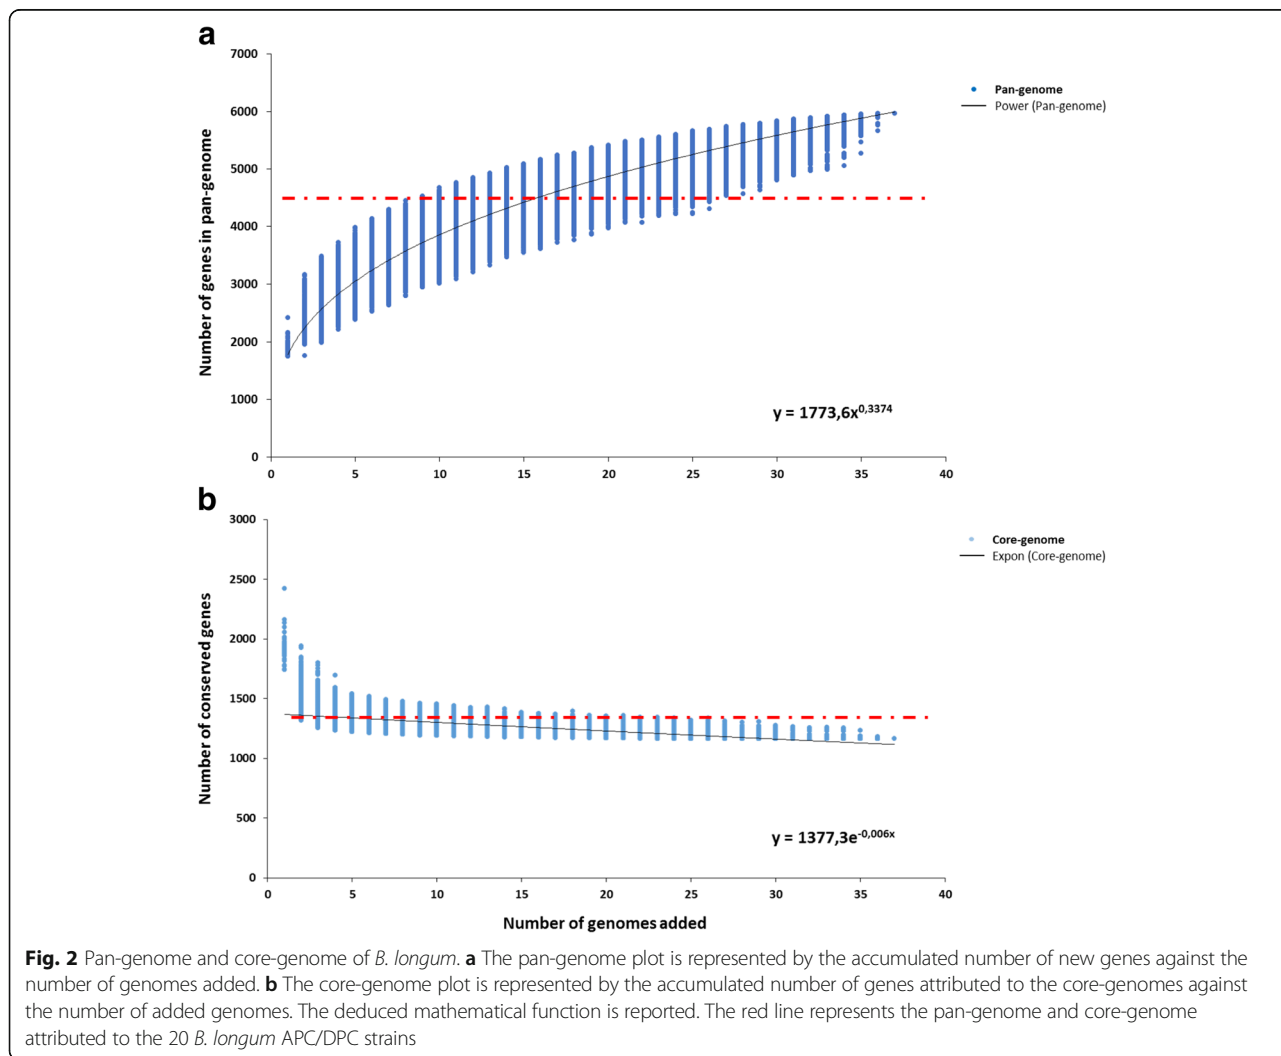 a
7000
6000
5000
4000
3000
2000
1000
0
Number of genes in pan-genome
Pan-genome
Power (Pan-genome)
y = 1773,6x^0,3374
0 5 10 15 20 25 30 35 40
b
3000
2500
2000
1500
1000
500
0
Number of conserved genes
Core-genome
Expon (Core-genome)
y = 1377,3e^-0,006x
0 5 10 15 20 25 30 35 40
Number of genomes added
Fig. 2 Pan-genome and core-genome of B. longum. a The pan-genome plot is represented by the accumulated number of new genes against the
number of genomes added. b The core-genome plot is represented by the accumulated number of genes attributed to the core-genomes against
the number of added genomes. The deduced mathematical function is reported. The red line represents the pan-genome and core-genome
attributed to the 20 B. longum APC/DPC strains